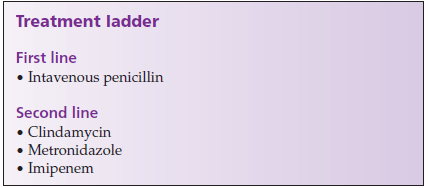 Treatment ladder
First line
• Intavenous penicillin
Second line
• Clindamycin
• Metronidazole
• Imipenem